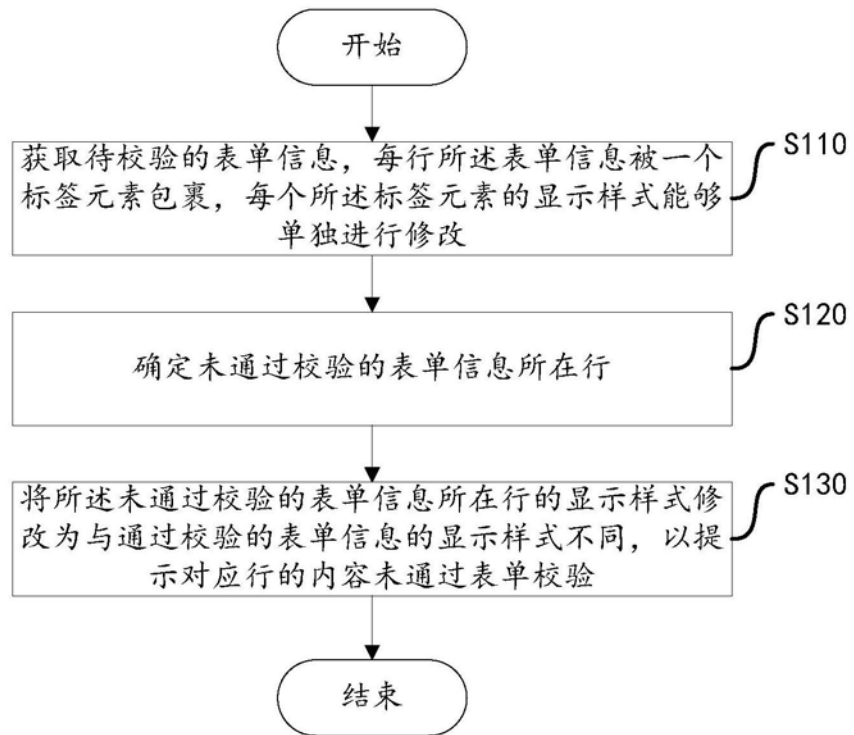 开始
获取待校验的表单信息，每行所述表单信息被一个
标签元素包裹，每个所述标签元素的显示样式能够
单独进行修改
S110
确定未通过校验的表单信息所在行
S120
将所述未通过校验的表单信息所在行的显示样式修
改为与通过校验的表单信息的显示样式不同，以提
示对应行的内容未通过表单校验
S130
结束